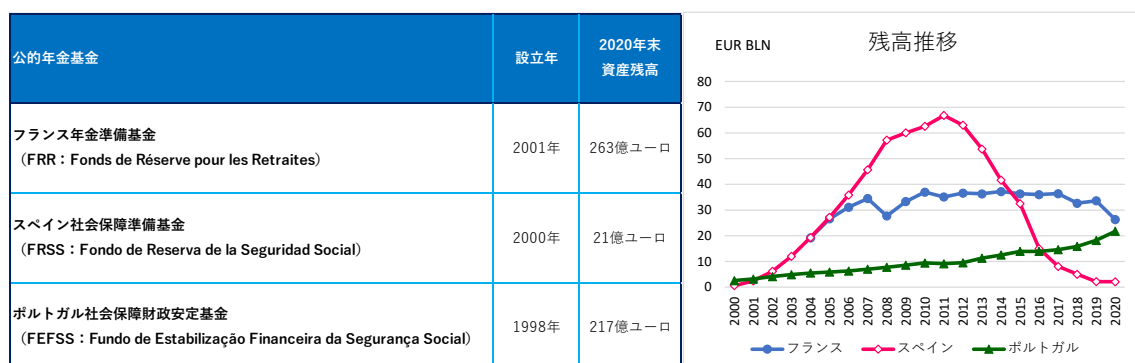 公的年金基金
設立年
2020年末
資産残高
フランス年金準備基金
（FRR：Fonds de Réserve pour les Retraites）
2001年
263億ユーロ
スペイン社会保障準備基金
（FRSS：Fondo de Reserva de la Seguridad Social）
2000年
21億ユーロ
ポルトガル社会保障財政安定基金
（FEFSS：Fundo de Estabilização Financeira da Segurança Social）
1998年
217億ユーロ
EUR BLN
残高推移
80
70
60
50
40
30
20
10
0
2000
2001
2002
2003
2004
2005
2006
2007
2008
2009
2010
2011
2012
2013
2014
2015
2016
2017
2018
2019
2020
フランス
スペイン
ポルトガル